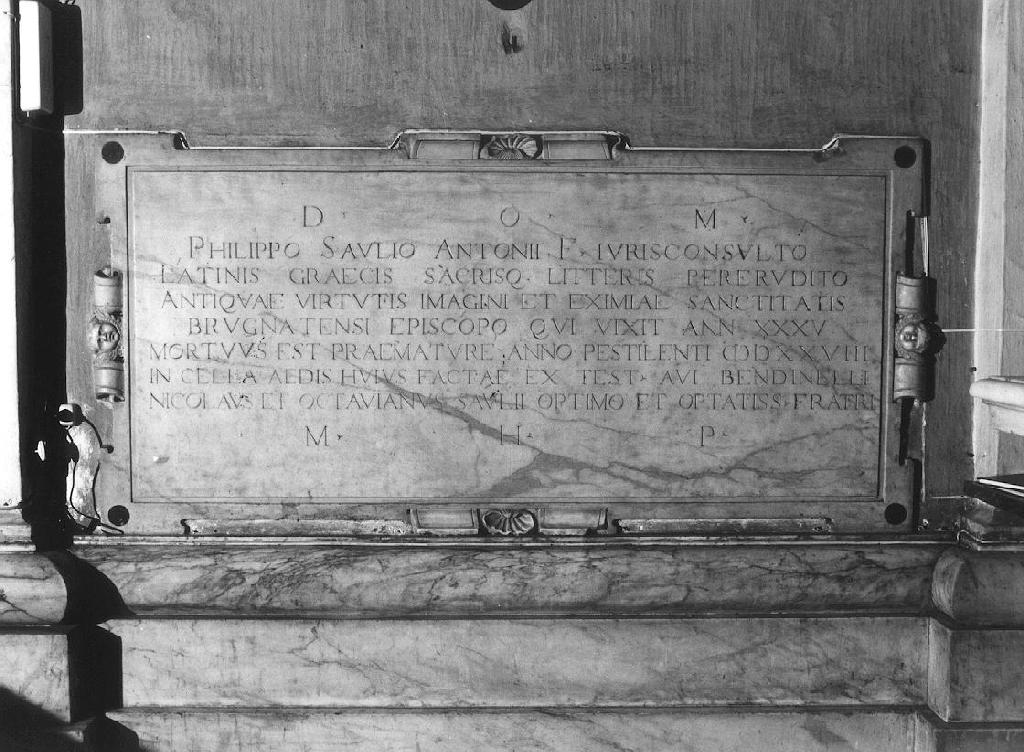 D · O · M ·
PHILIPPO SAVLIO ANTONII F · IVRISCONSVLTO
LATINIS GRAECIS SACRISQ · LITTERIS PERERVDITO
ANTIQVAE VIRTVTIS IMAGINI ET EXIMIAE SANCTITATIS
BRVGNATENSI EPISCOPO QVI VIXIT ANN XXXV
MORTVVS EST PRAEMATVRE ANNO PESTILENTI
IN CELLA AEDIS HVIVS FACTAE EX TEST · AVI BENDINELLI
NICOLAVS ET OCTAVIANVS SAVLII OPTIMO ET OPTATISS · FRATRI
M · H · P ·